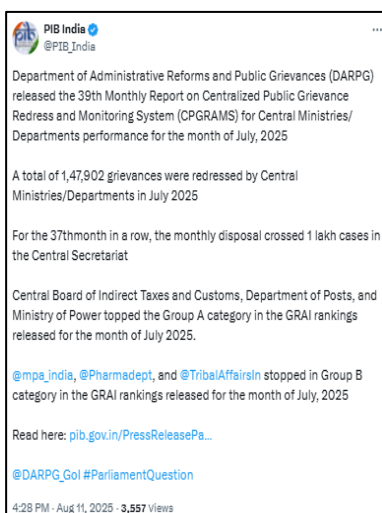 PIB India
@PIB_India
Department of Administrative Reforms and Public Grievances (DARPG)
released the 39th Monthly Report on Centralized Public Grievance
Redress and Monitoring System (CPGRAMS) for Central Ministries/
Departments performance for the month of July, 2025
A total of 1,47,902 grievances were redressed by Central
Ministries/Departments in July 2025
For the 37thmonth in a row, the monthly disposal crossed 1 lakh cases in
the Central Secretariat
Central Board of Indirect Taxes and Customs, Department of Posts, and
Ministry of Power topped the Group A category in the GRAI rankings
released for the month of July 2025.
@mpa_india, @Pharmadept, and @TribalAffairsIn stopped in Group B
category in the GRAI rankings released for the month of July, 2025
Read here: pib.gov.in/PressReleasePa...
@DARPG_GoI #ParliamentQuestion
4:28 PM · Aug 11, 2025 · 3,557 Views